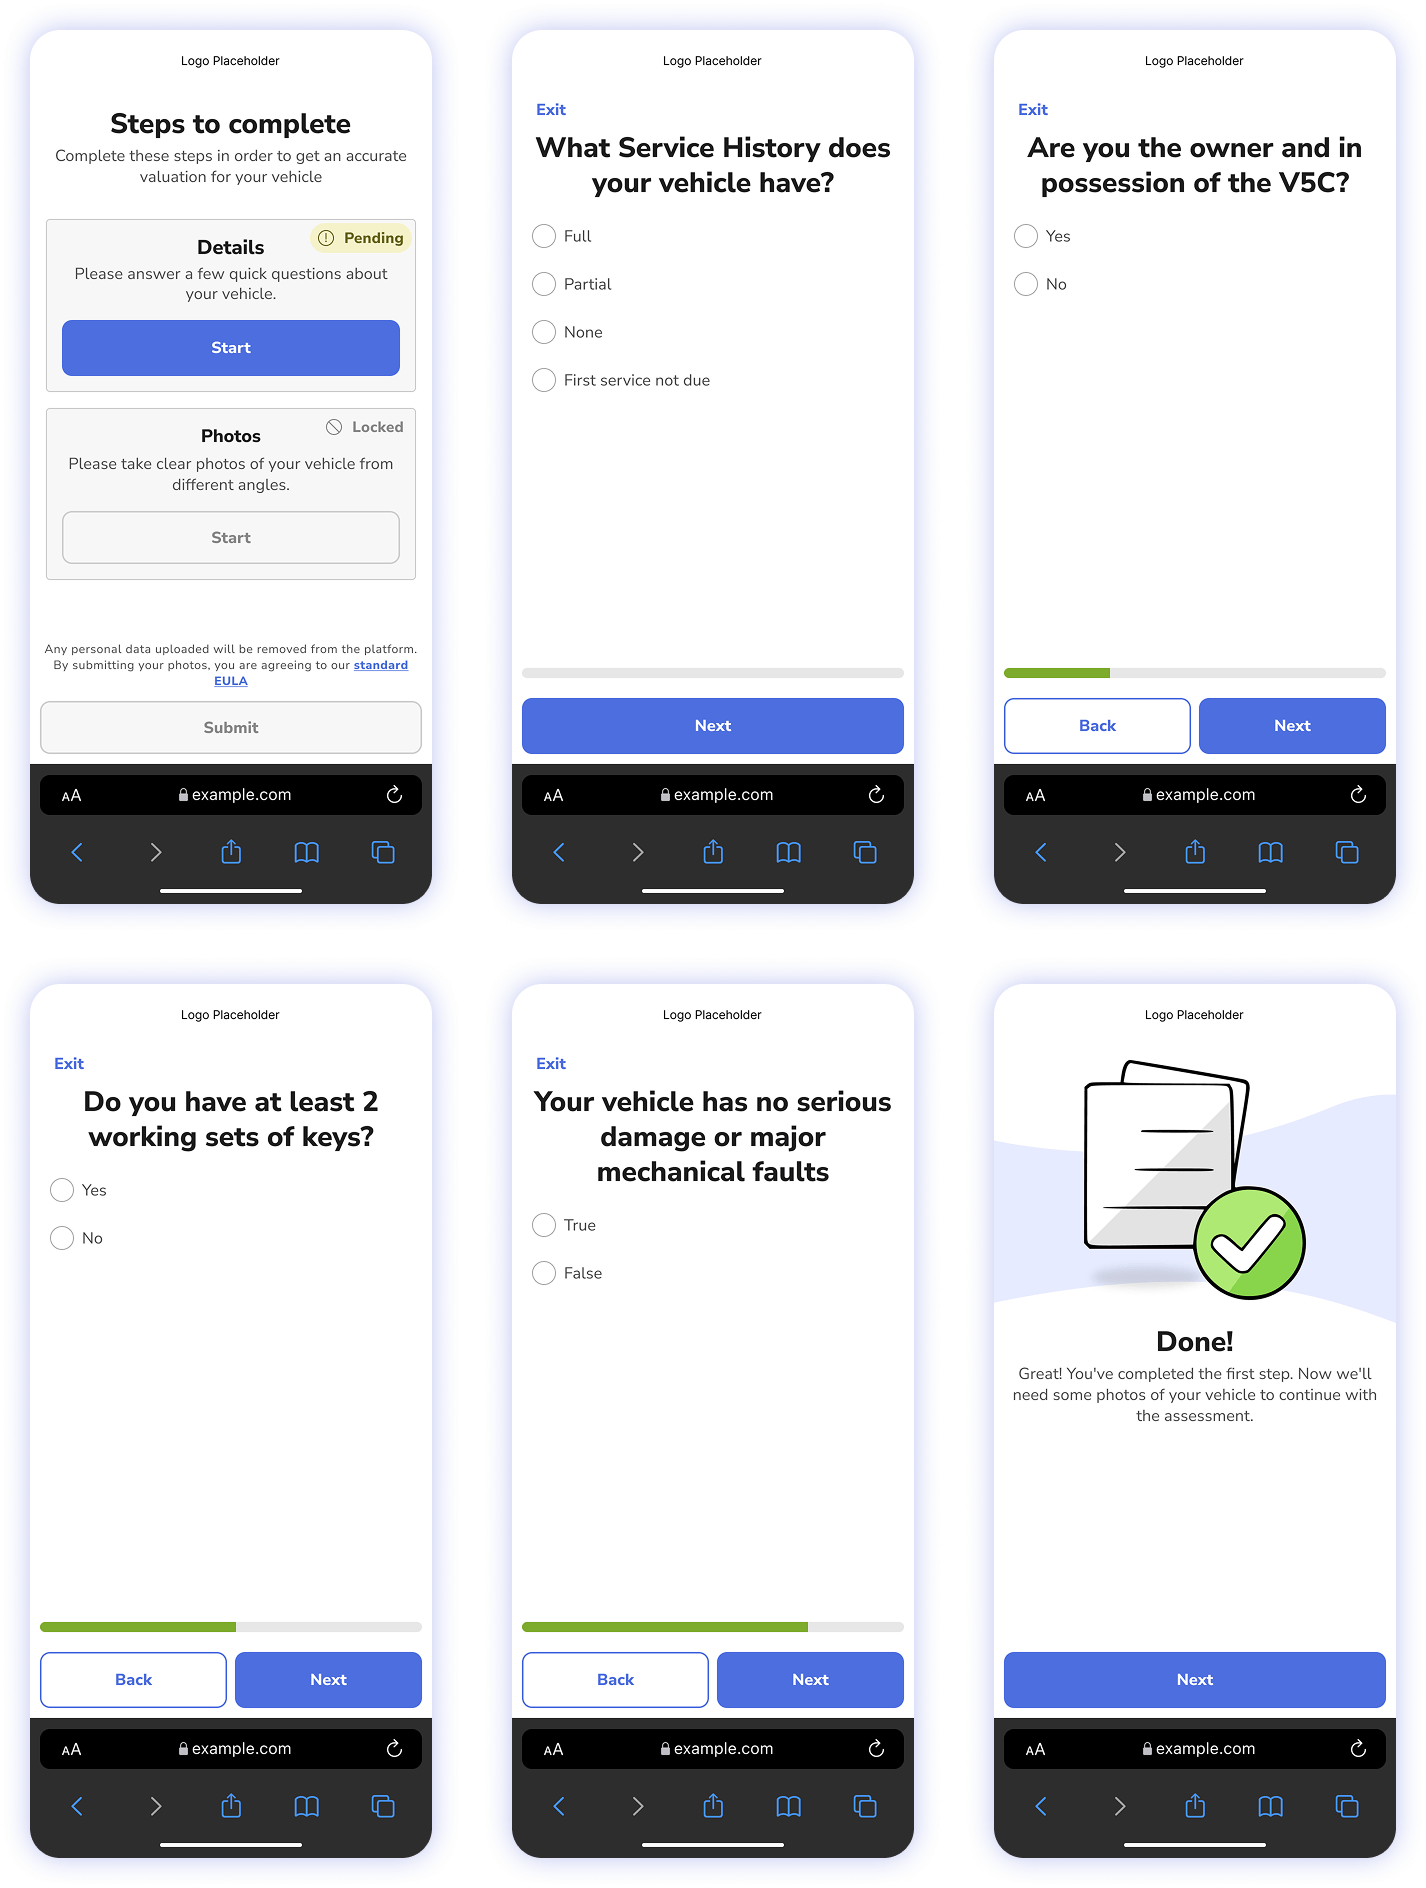 Logo Placeholder
Steps to complete
Complete these steps in order to get an accurate
valuation for your vehicle
Pending
Details
Please answer a few quick questions about
your vehicle.
Start
Locked
Photos
Please take clear photos of your vehicle from
different angles.
Start
Any personal data uploaded will be removed from the platform.
By submitting your photos, you are agreeing to our standard
EULA
Submit
AA example.com
Logo Placeholder
Exit
What Service History does
your vehicle have?
Full
Partial
None
First service not due
Next
AA example.com
Logo Placeholder
Exit
Are you the owner and in
possession of the V5C?
Yes
No
Back Next
AA example.com
Logo Placeholder
Exit
Do you have at least 2
working sets of keys?
Yes
No
Back Next
AA example.com
Logo Placeholder
Exit
Your vehicle has no serious
damage or major
mechanical faults
True
False
Back Next
AA example.com
Logo Placeholder
Done!
Great! You've completed the first step. Now we'll
need some photos of your vehicle to continue with
the assessment.
Next
AA example.com